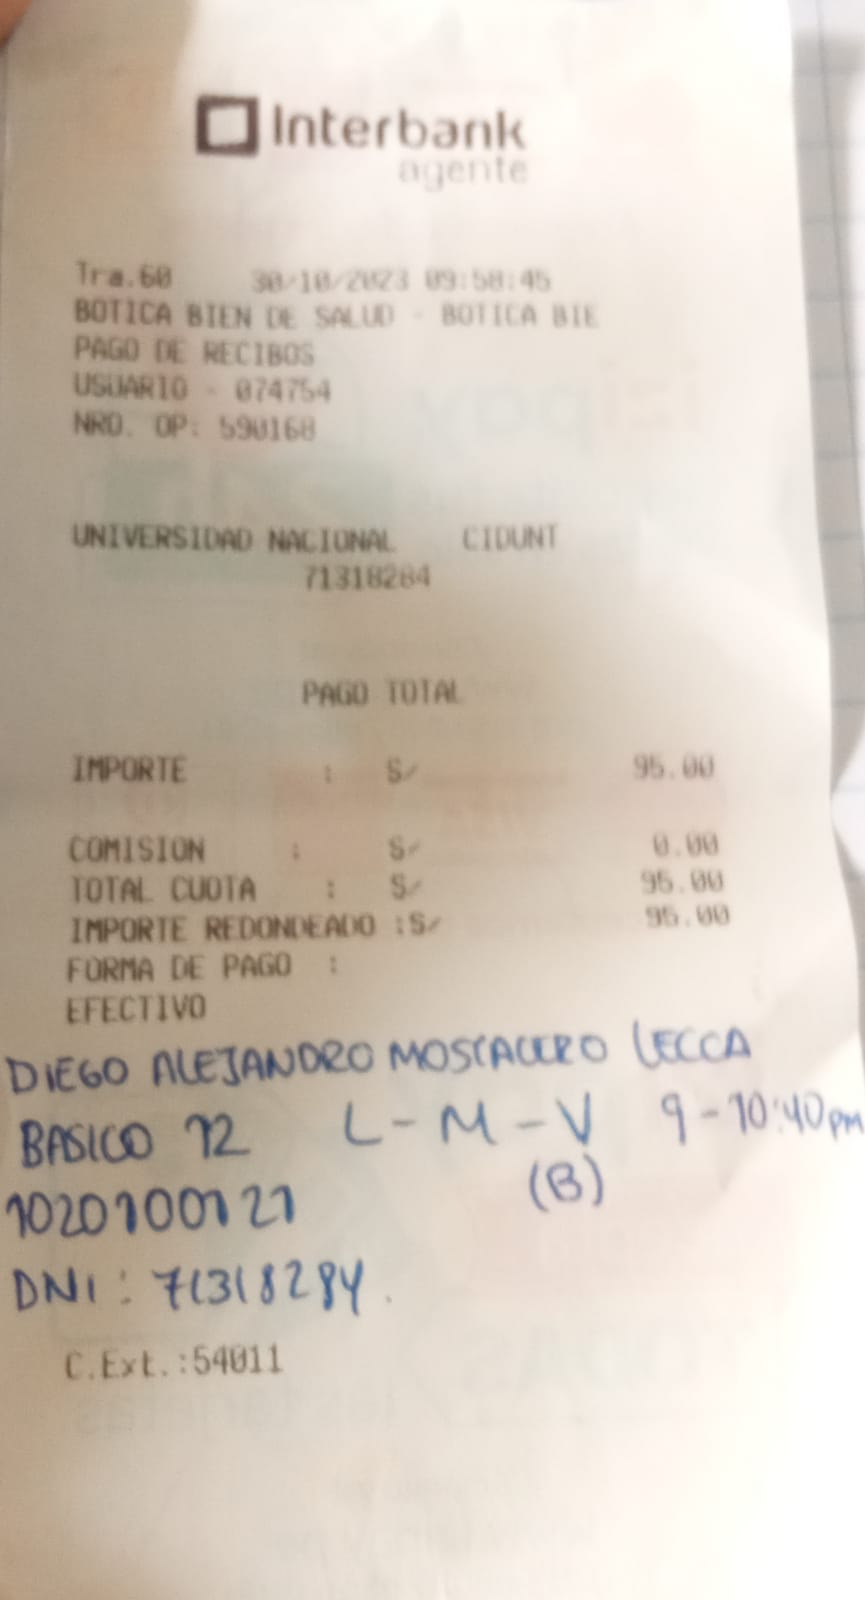 Interbank
agente
Tra.60 30/10/2023 09:58:45
BOTICA BIEN DE SALUD - BOTICA BIE
PAGO DE RECIBOS
USUARIO - 074754
NRO. OP: 590168
UNIVERSIDAD NACIONAL CIDUNT
71318284
PAGO TOTAL
IMPORTE : S/ 95.00
COMISION : S/ 0.00
TOTAL CUOTA : S/ 95.00
IMPORTE REDONDEADO :S/ 95.00
FORMA DE PAGO :
EFECTIVO
DIEGO ALEJANDRO MOSTACERO LECCA
BASICO 12 L-M-V 9-10:40pm
1020100121 (B)
DNI: 71318284.
C.Ext.:54011